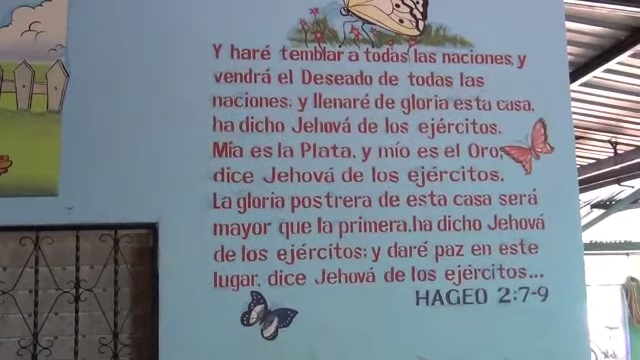 Y haré temblar a todas las naciones, y
vendrá el Deseado de todas las
naciones; y llenaré de gloria esta casa,
ha dicho Jehová de los ejércitos.
Mía es la Plata, y mío es el Oro,
dice Jehová de los ejércitos.
La gloria postrera de esta casa será
mayor que la primera, ha dicho Jehová
de los ejércitos; y daré paz en este
lugar, dice Jehová de los ejércitos...
HAGEO 2:7-9